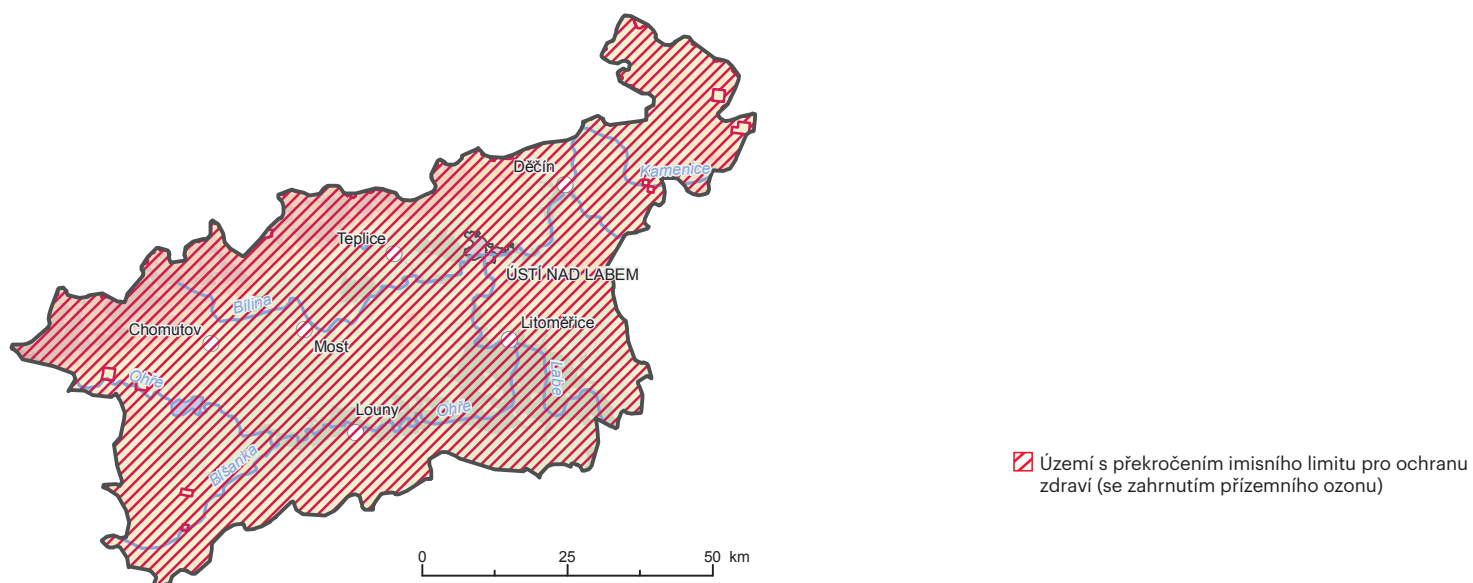 Děčín
Kamenice
Teplice
ÚSTÍ NAD LABEM
Bílina
Chomutov
Most
Litoměřice
Ohře
Labe
Louny
Ohře
Blšanka
0 25 50 km
Území s překročením imisního limitu pro ochranu
zdraví (se zahrnutím přízemního ozonu)